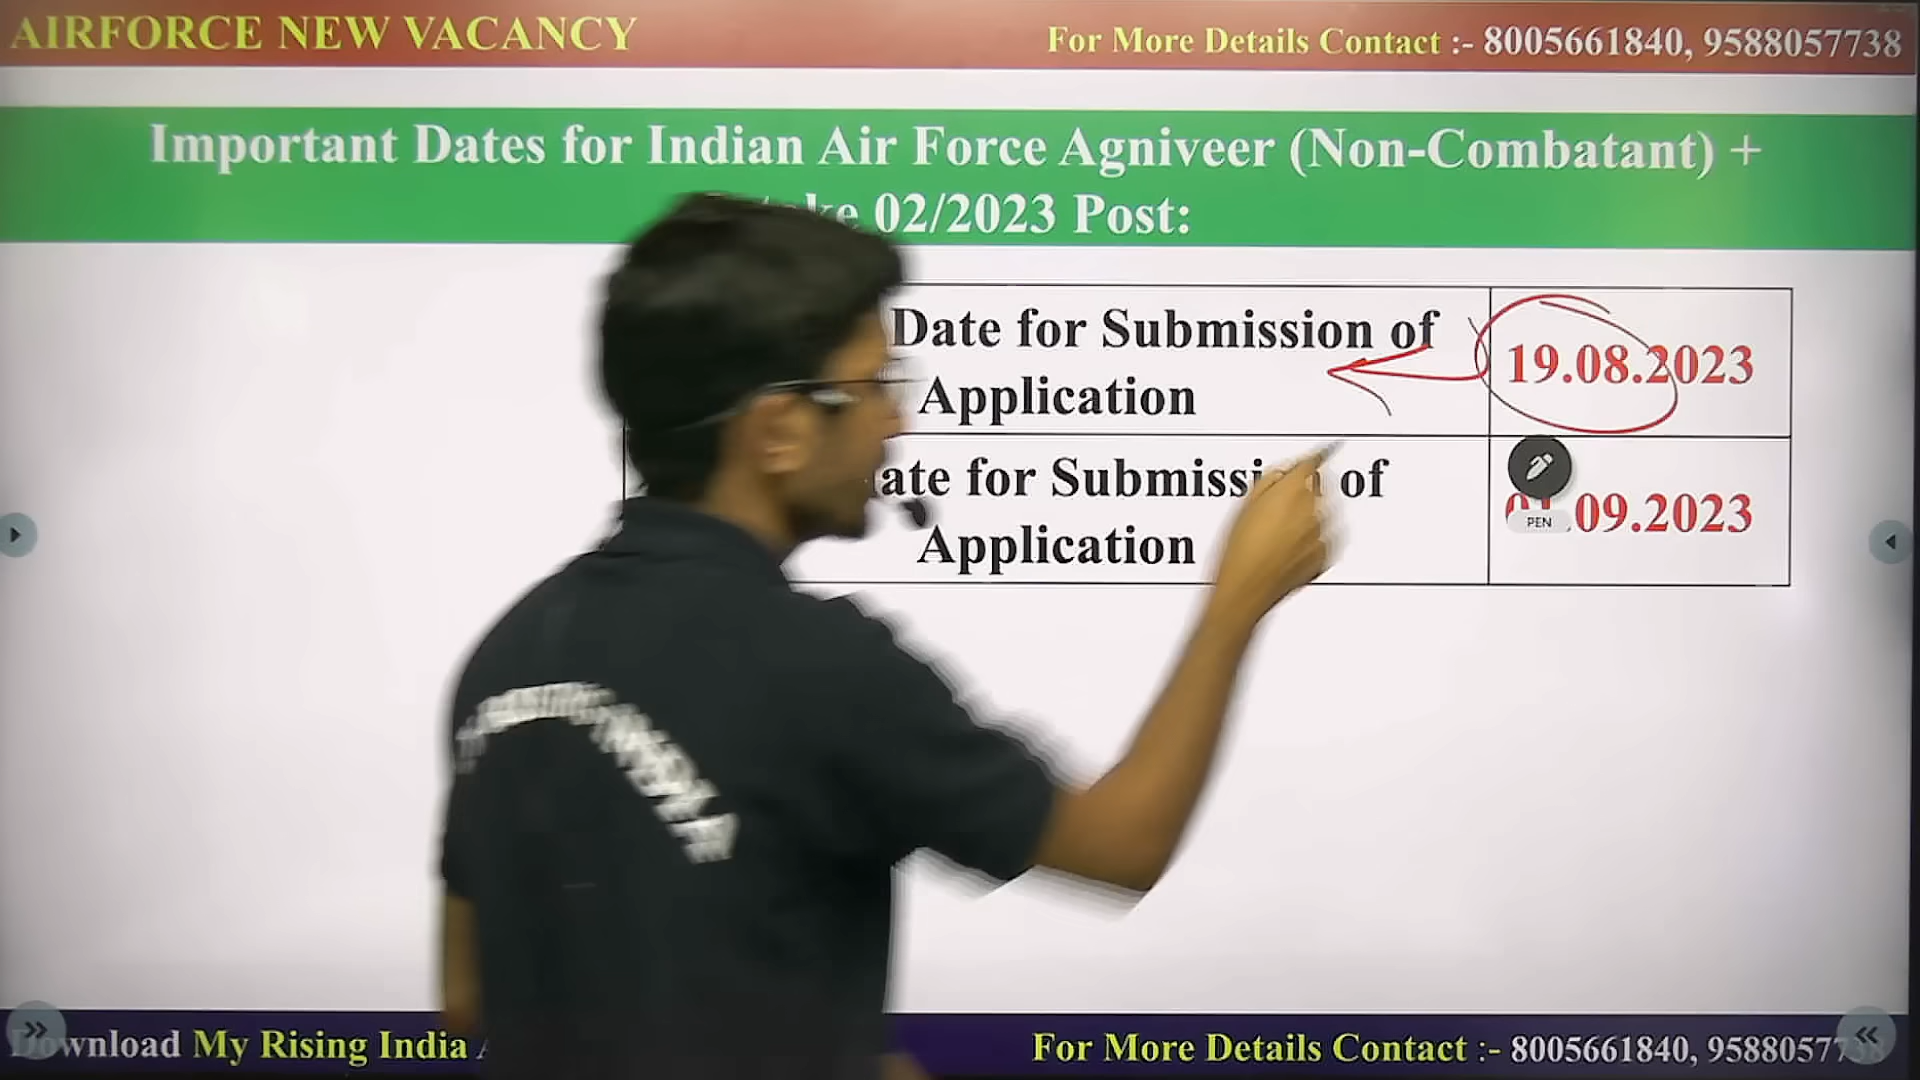 AIRFORCE NEW VACANCY
For More Details Contact :- 8005661840, 9588057738
Important Dates for Indian Air Force Agniveer (Non-Combatant) +
02/2023 Post:
Date for Submission of
Application
19.08.2023
for Submission of
Application
.09.2023
PEN
Download My Rising India
For More Details Contact :- 8005661840, 9588057738